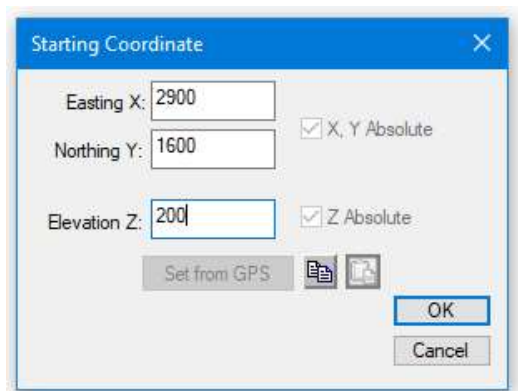 Starting Coordinate
Easting X: 2900
X, Y Absolute
Northing Y: 1600
Elevation Z: 200 Z Absolute
Set from GPS
OK
Cancel